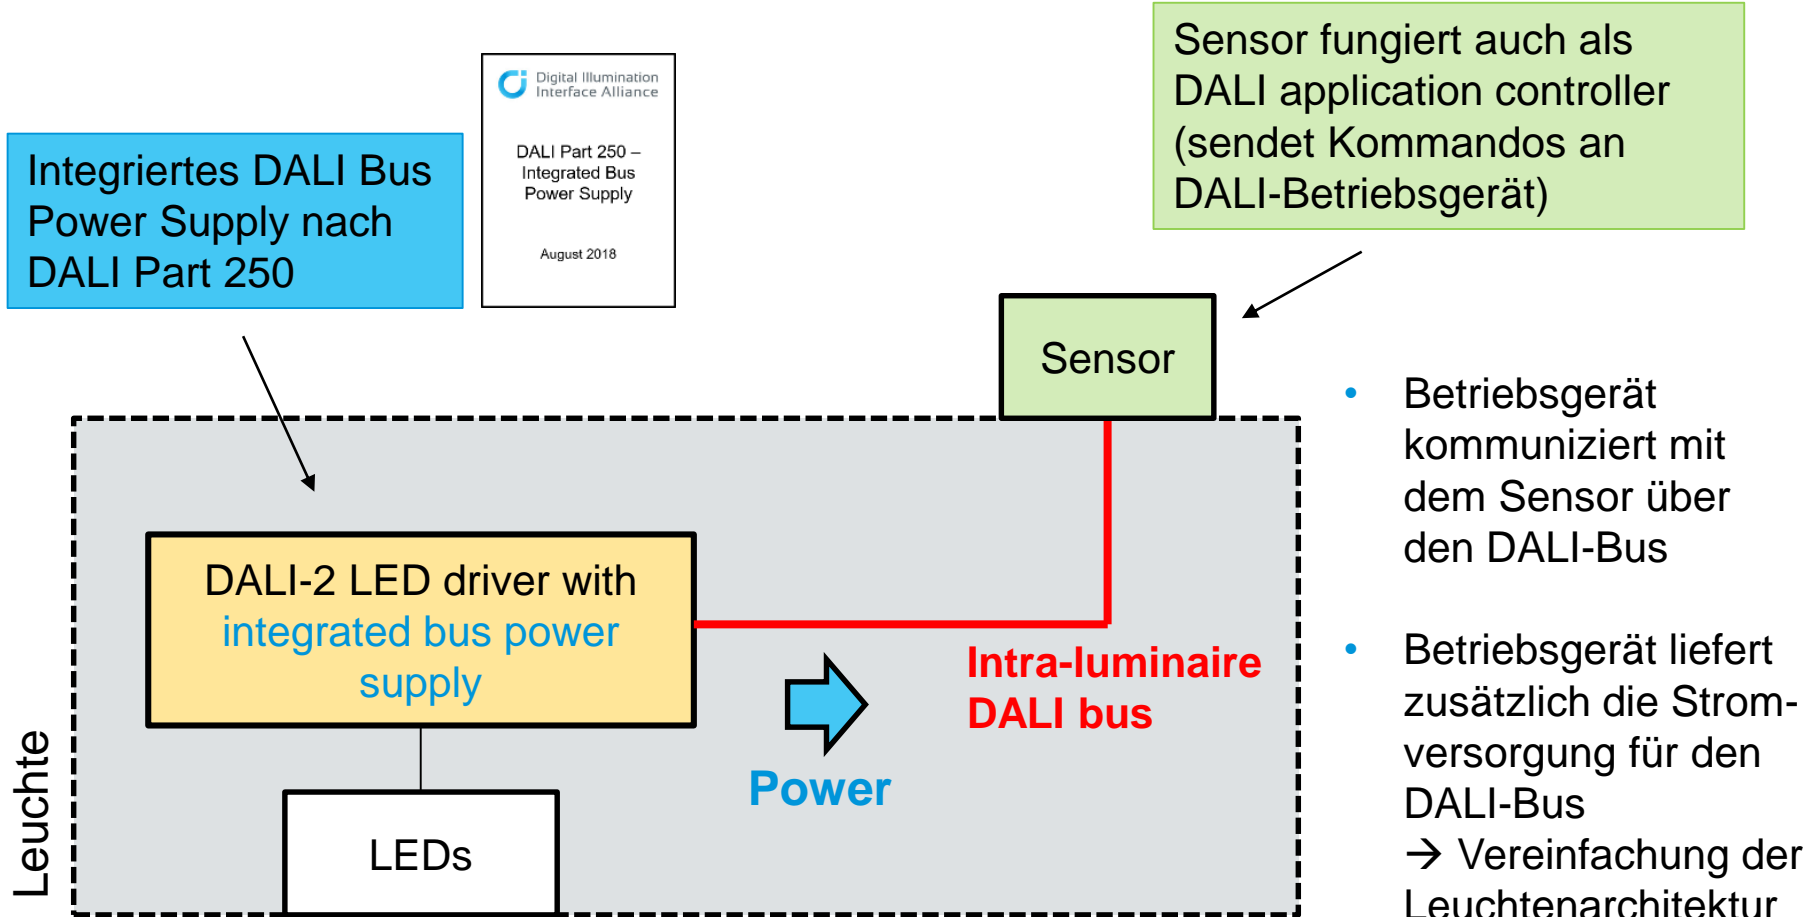 Sensor fungiert auch als
DALI application controller
(sendet Kommandos an
DALI-Betriebsgerät)
Digital Illumination
Interface Alliance
DALI Part 250 –
Integrated Bus
Power Supply
August 2018
Integriertes DALI Bus
Power Supply nach
DALI Part 250
Sensor
DALI-2 LED driver with
integrated bus power
supply
Intra-luminaire
DALI bus
Power
LEDs
Leuchte
• Betriebsgerät
kommuniziert mit
dem Sensor über
den DALI-Bus
• Betriebsgerät liefert
zusätzlich die Strom-
versorgung für den
DALI-Bus
→ Vereinfachung der
Leuchtenarchitektur